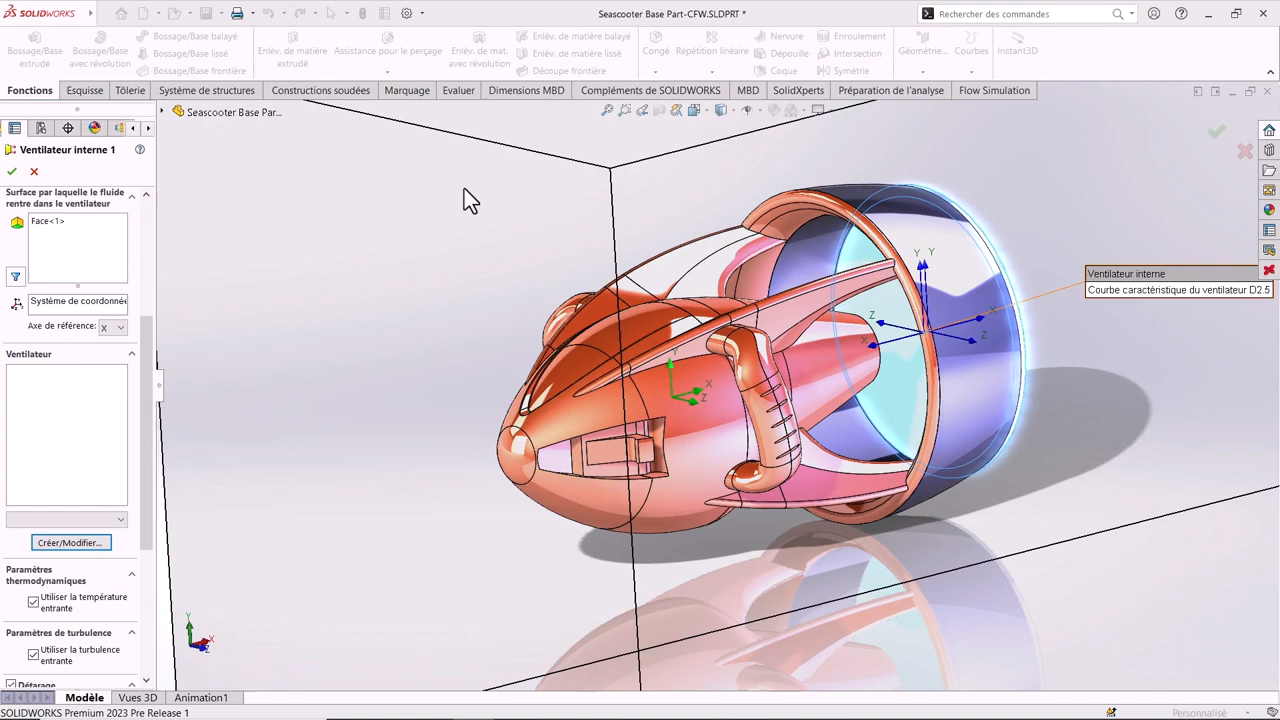 SOLIDWORKS
Seascooter Base Part-CFW.SLDPRT *
Rechercher des commandes
Bossage/Base
extrudé
Bossage/Base
avec révolution
Bossage/Base balayé
Bossage/Base lissé
Bossage/Base frontière
Enlèv. de matière
extrudé
Assistance pour le perçage
Enlèv. de mat.
avec révolution
Enlèv. de matière balayé
Enlèv. de matière lissé
Découpe frontière
Congé
Répétition linéaire
Nervure
Dépouille
Coque
Enroulement
Intersection
Symétrie
Géométrie...
Courbes
Instant3D
Fonctions
Esquisse
Tôlerie
Système de structures
Constructions soudées
Marquage
Evaluer
Dimensions MBD
Compléments de SOLIDWORKS
MBD
SolidXperts
Préparation de l'analyse
Flow Simulation
Seascooter Base Par...
Ventilateur interne 1
Surface par laquelle le fluide
rentre dans le ventilateur
Face<1>
Système de coordonnée
Axe de référence:
X
Ventilateur
Créer/Modifier...
Paramètres
thermodynamiques
Utiliser la température
entrante
Paramètres de turbulence
Utiliser la turbulence
entrante
Détarage
Ventilateur interne
Courbe caractéristique du ventilateur D2.5
Y
Y
X
Z
Z
X
Y
X
Z
Y
X
Z
Modèle
Vues 3D
Animation1
SOLIDWORKS Premium 2023 Pre Release 1
Personnalisé